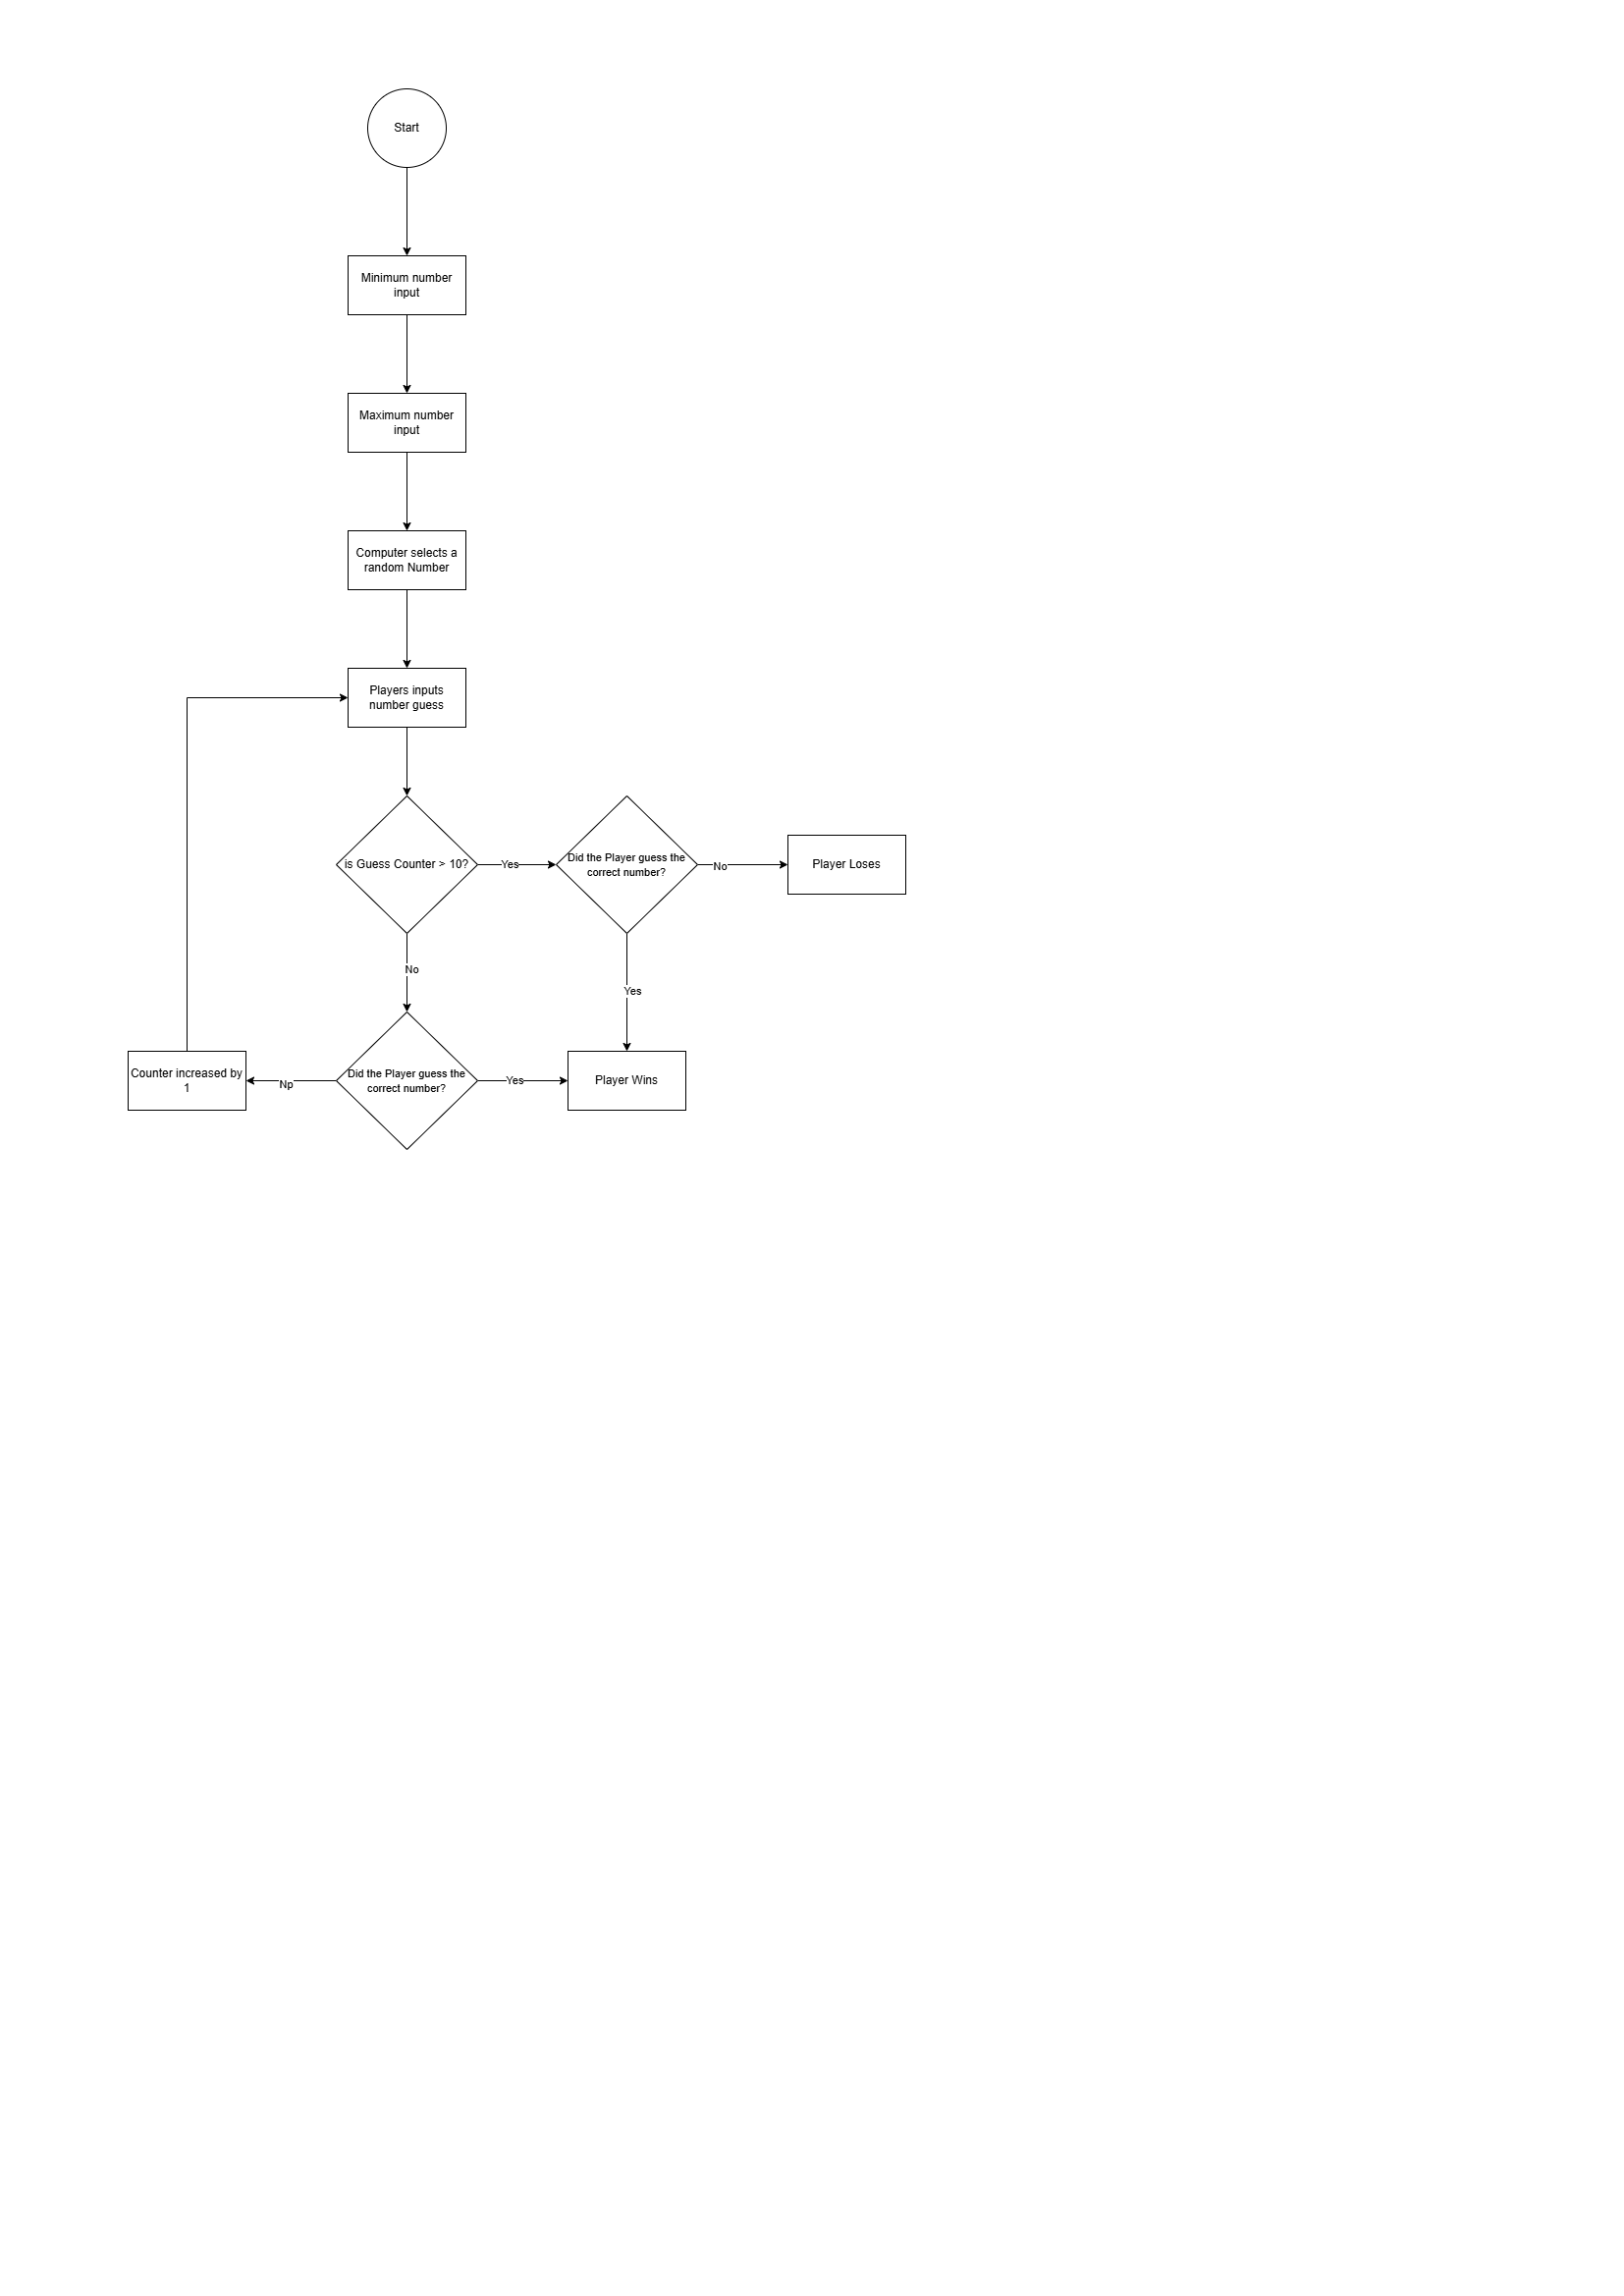 Start
Minimum number
input
Maximum number
input
Computer selects a
random Number
Players inputs
number guess
is Guess Counter > 10?
Yes
Did the Player guess the
correct number?
No
Player Loses
No
Yes
Counter increased by
1
Np
Did the Player guess the
correct number?
Yes
Player Wins